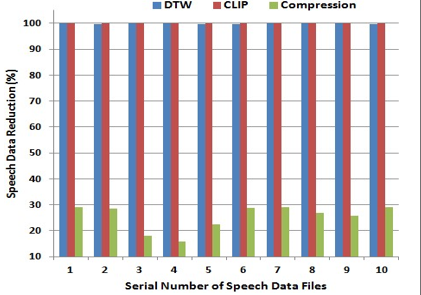 DTW CLIP Compression
100
90
80
70
60
50
40
30
20
10
Speech Data Reduction(%)
1 2 3 4 5 6 7 8 9 10
Serial Number of Speech Data Files